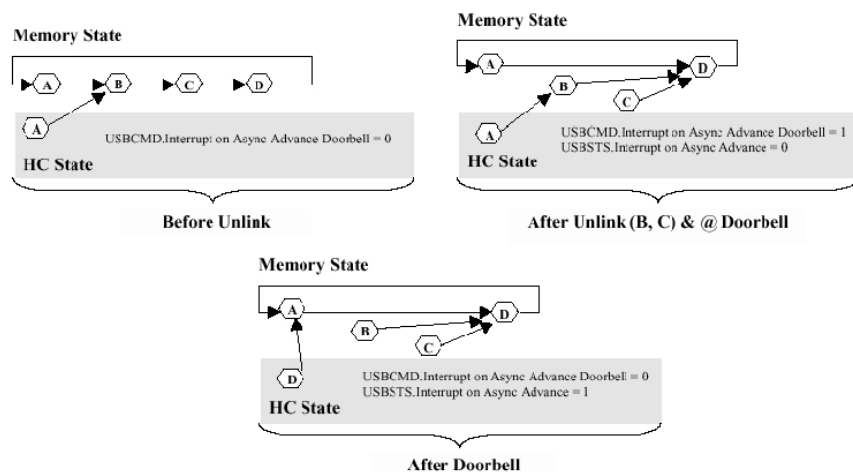 Memory State
A B C D
A
USBCMD.Interrupt on Async Advance Doorbell = 0
HC State
Before Unlink
Memory State
A
D
B
C
A
USBCMD.Interrupt on Async Advance Doorbell = 1
USBSTS.Interrupt on Async Advance = 0
HC State
After Unlink (B, C) & @ Doorbell
Memory State
A
D
B
C
D
USBCMD.Interrupt on Async Advance Doorbell = 0
USBSTS.Interrupt on Async Advance = 1
HC State
After Doorbell